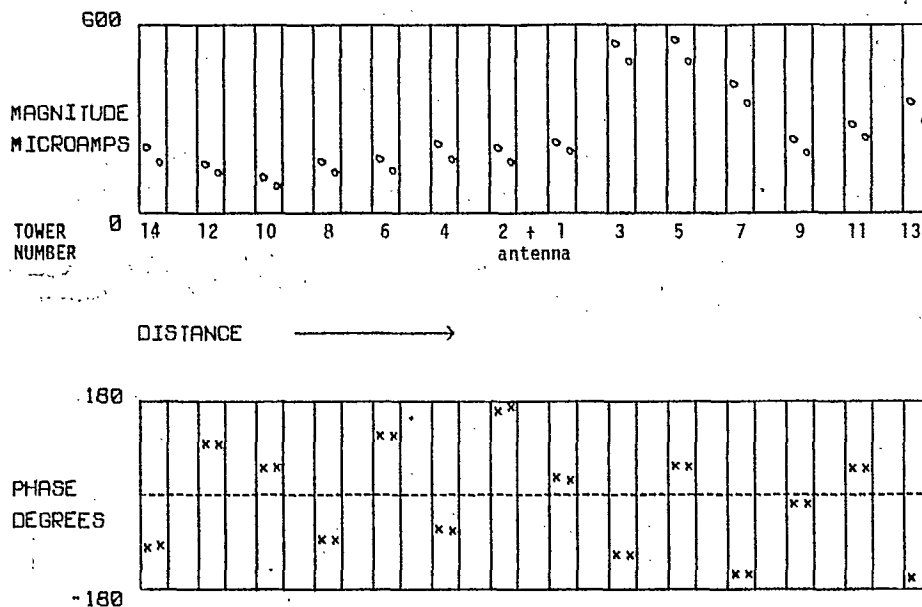 600
MAGNITUDE
MICROAMPS
0
TOWER NUMBER 14 12 10 8 6 4 2 + 1 3 5 7 9 11 13
antenna
DISTANCE
180
PHASE
DEGREES
-180